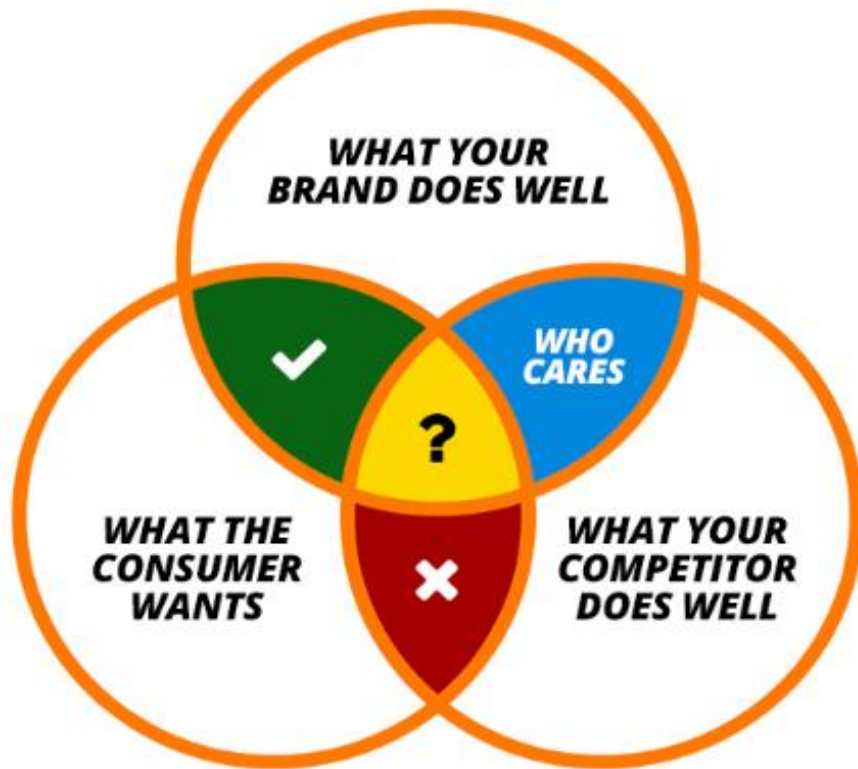 WHAT YOUR
BRAND DOES WELL
WHO
CARES
?
WHAT THE
CONSUMER
WANTS
WHAT YOUR
COMPETITOR
DOES WELL